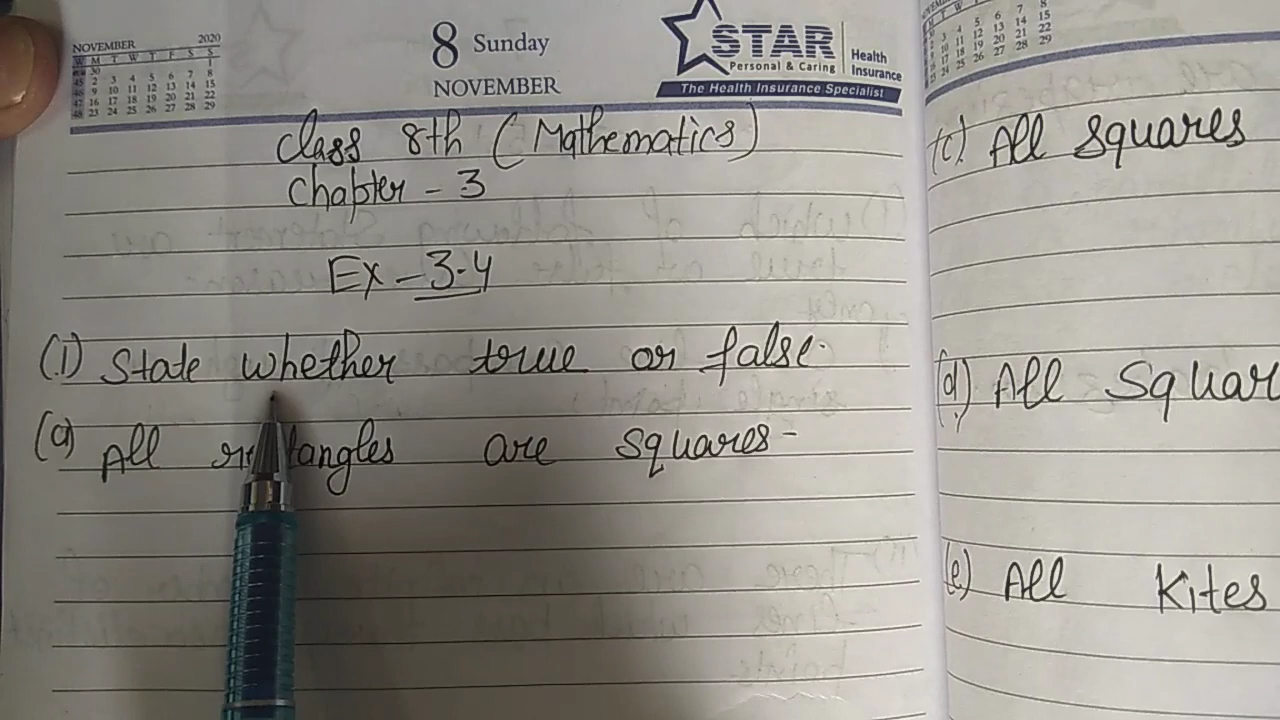 NOVEMBER 2020
8 Sunday
NOVEMBER
STAR
Personal & Caring
Health
Insurance
The Health Insurance Specialist
Class 8th (Mathematics)
Chapter - 3
Ex - 3.4
(1) State whether true or false.
(a) All rectangles are squares-
(c). All squares
(d) All Squar
(e) All Kites